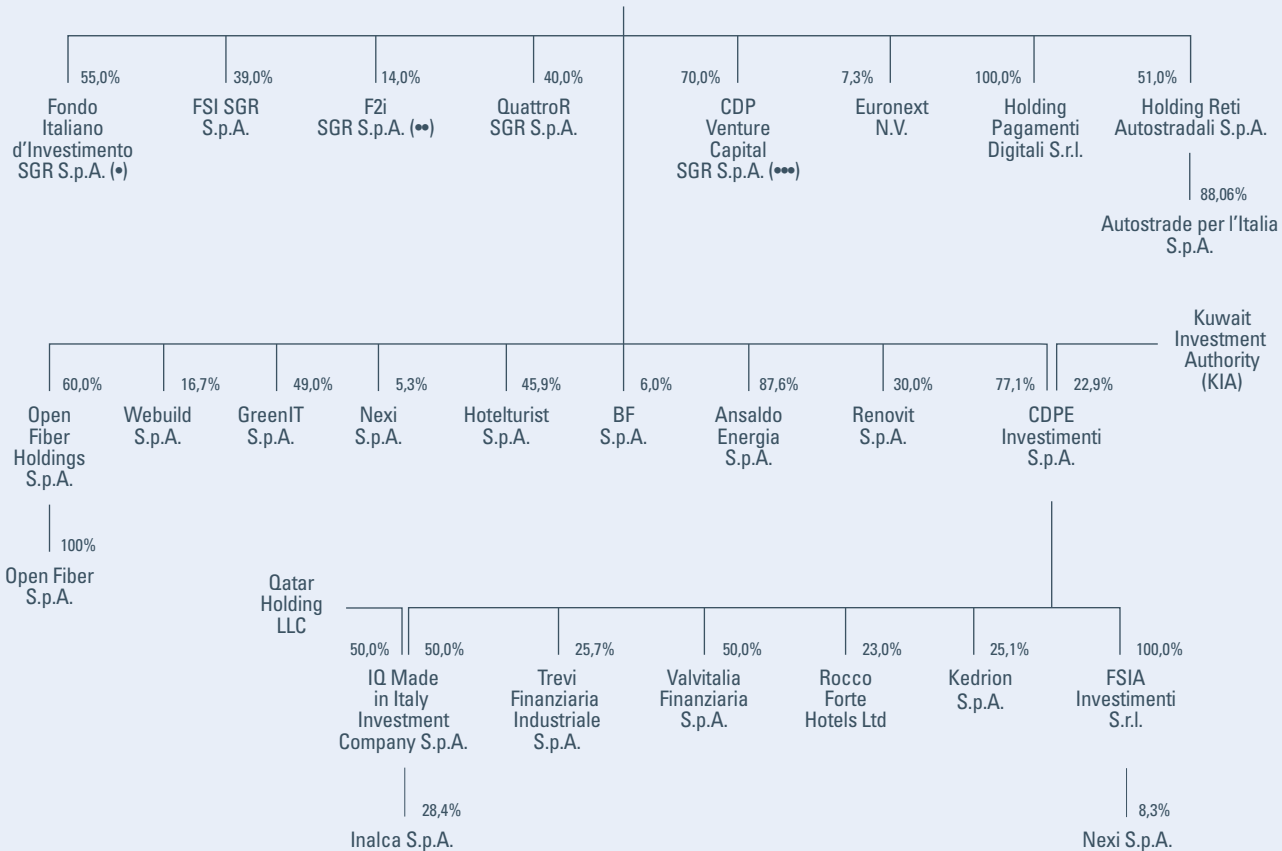 55,0%
Fondo
Italiano
d'Investimento
SGR S.p.A. (•)
39,0%
FSI SGR
S.p.A.
14,0%
F2i
SGR S.p.A. (••)
40,0%
QuattroR
SGR S.p.A.
70,0%
CDP
Venture
Capital
SGR S.p.A. (•••)
7,3%
Euronext
N.V.
100,0%
Holding
Pagamenti
Digitali S.r.l.
51,0%
Holding Reti
Autostradali S.p.A.
88,06%
Autostrade per l'Italia
S.p.A.
60,0%
Open
Fiber
Holdings
S.p.A.
100%
Open Fiber
S.p.A.
16,7%
Webuild
S.p.A.
49,0%
GreenIT
S.p.A.
5,3%
Nexi
S.p.A.
45,9%
Hotelturist
S.p.A.
6,0%
BF
S.p.A.
87,6%
Ansaldo
Energia
S.p.A.
30,0%
Renovit
S.p.A.
77,1%
CDPE
Investimenti
S.p.A.
Kuwait
Investment
Authority
(KIA)
22,9%
Qatar
Holding
LLC
50,0%
50,0%
IQ Made
in Italy
Investment
Company S.p.A.
28,4%
Inalca S.p.A.
25,7%
Trevi
Finanziaria
Industriale
S.p.A.
50,0%
Valvitalia
Finanziaria
S.p.A.
23,0%
Rocco
Forte
Hotels Ltd
25,1%
Kedrion
S.p.A.
100,0%
FSIA
Investimenti
S.r.l.
8,3%
Nexi S.p.A.